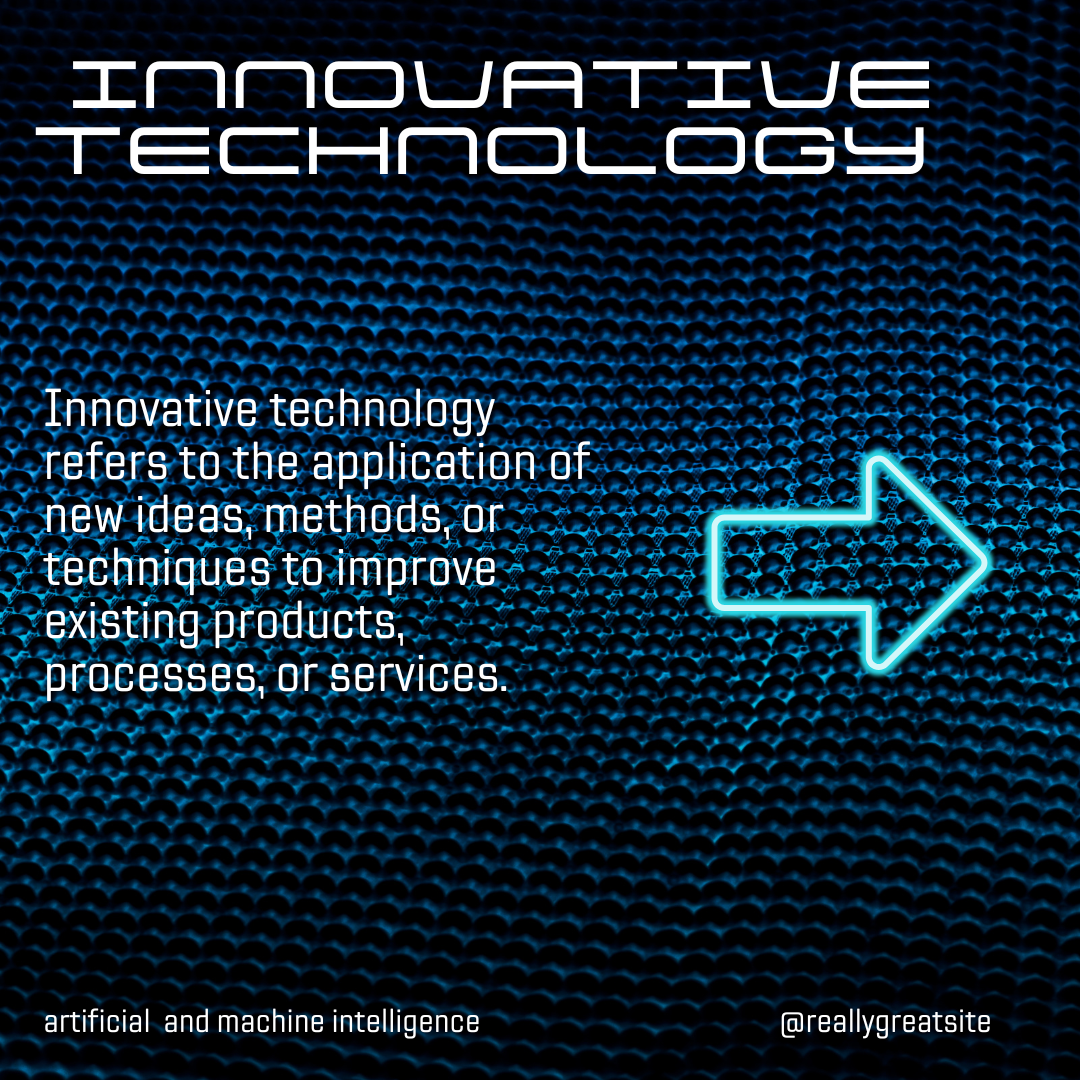 INNOVATIVE
TECHNOLOGY
Innovative technology
refers to the application of
new ideas, methods, or
techniques to improve
existing products,
processes, or services.
artificial  and machine intelligence
@reallygreatsite